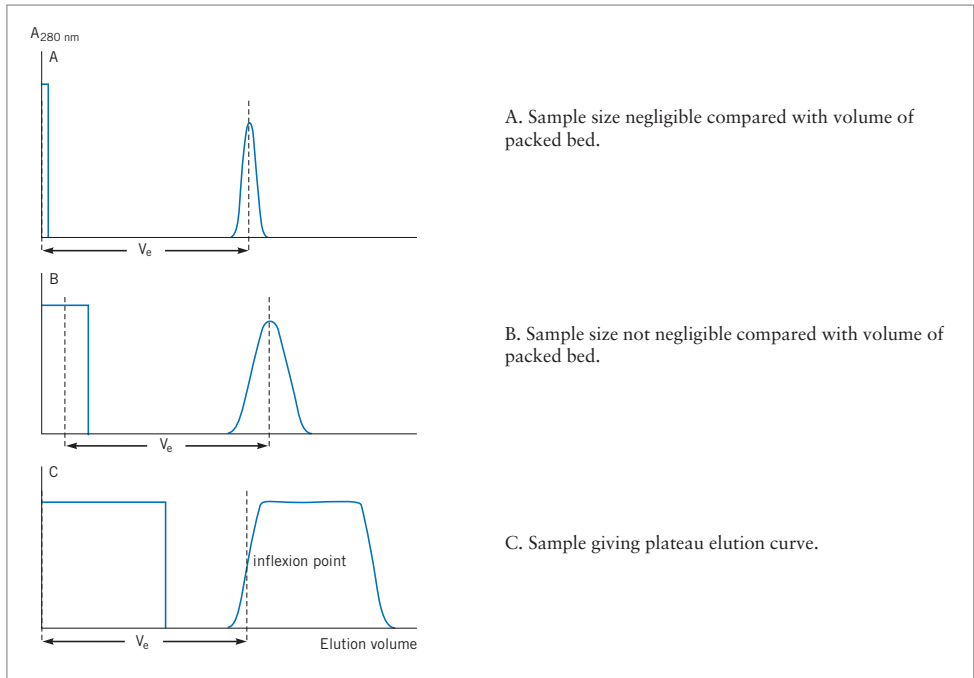 A280 nm
A
A. Sample size negligible compared with volume of
packed bed.
Ve
B
B. Sample size not negligible compared with volume of
packed bed.
Ve
C
inflexion point
C. Sample giving plateau elution curve.
Ve
Elution volume